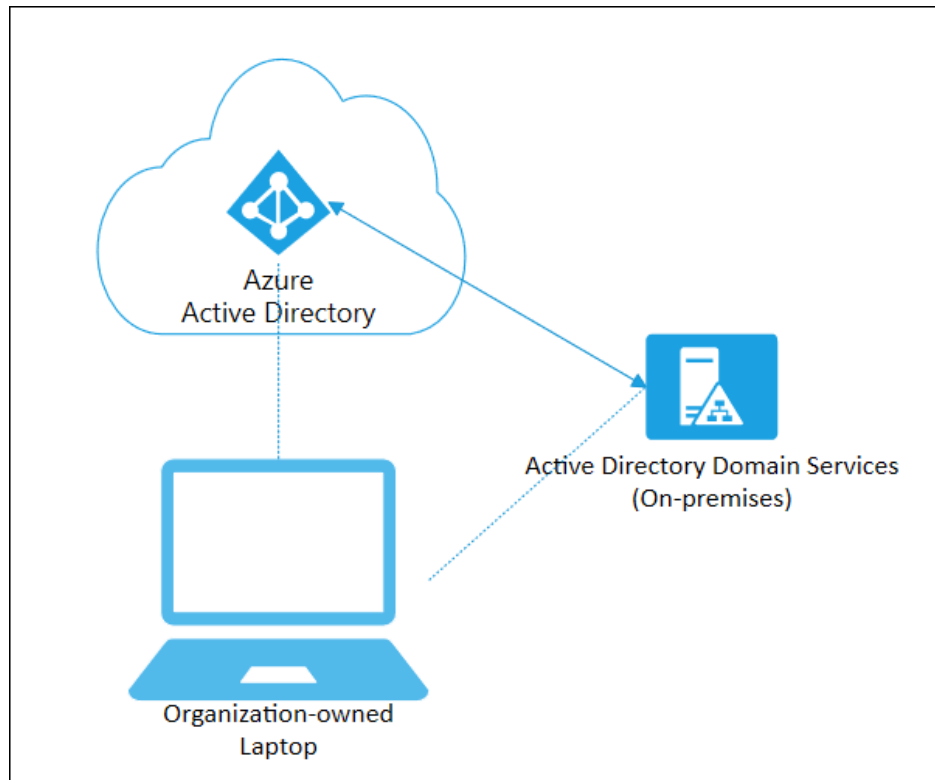 Azure
Active Directory
Active Directory Domain Services
(On-premises)
Organization-owned
Laptop